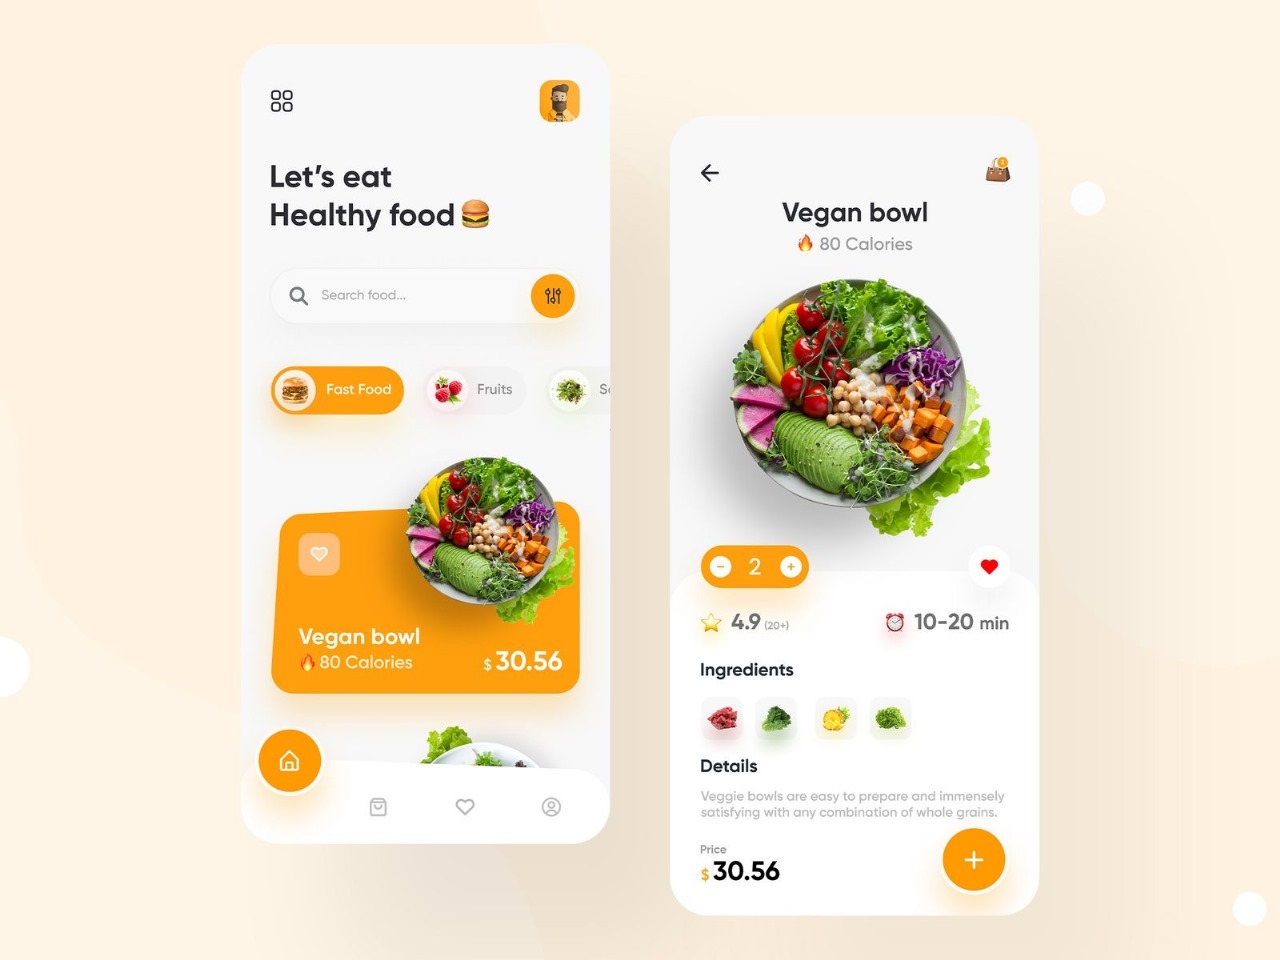 Let's eat
Healthy food
Search food...
Fast Food
Fruits
Vegan bowl
80 Calories
$ 30.56
Vegan bowl
80 Calories
2
4.9 (20+)
10-20 min
Ingredients
Details
Veggie bowls are easy to prepare and immensely
satisfying with any combination of whole grains.
Price
$ 30.56